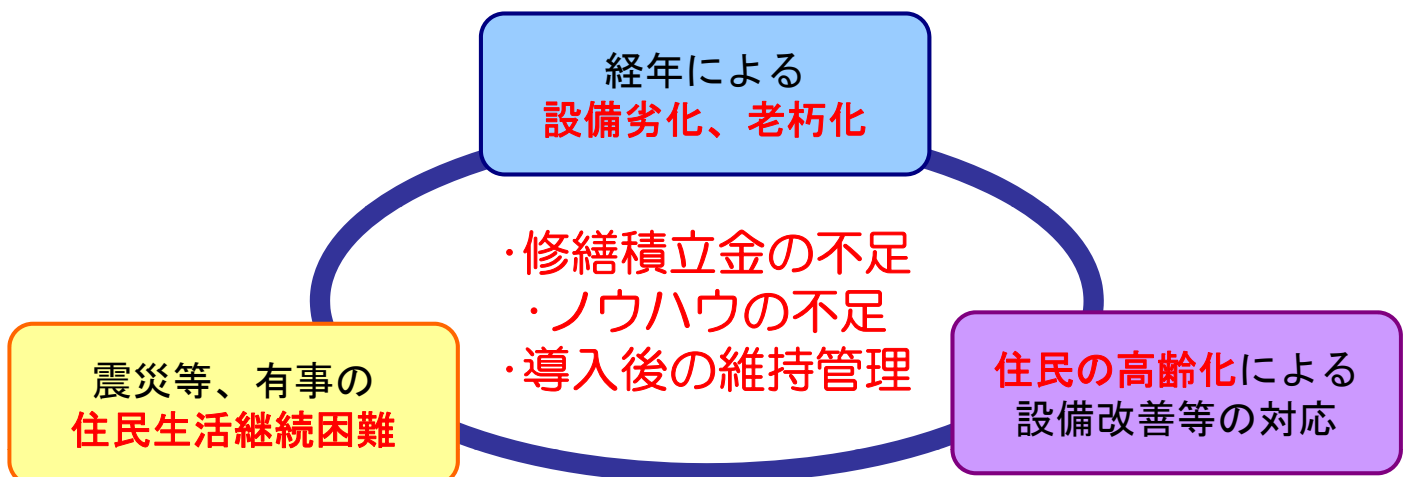 経年による
設備劣化、老朽化
・修繕積立金の不足
・ノウハウの不足
・導入後の維持管理
震災等、有事の
住民生活継続困難
住民の高齢化による
設備改善等の対応